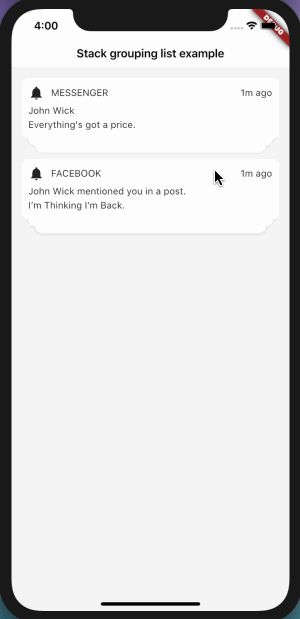 4:00
DEBUG
Stack grouping list example
MESSENGER 1m ago
John Wick
Everything's got a price.
FACEBOOK 1m ago
John Wick mentioned you in a post.
I'm Thinking I'm Back.